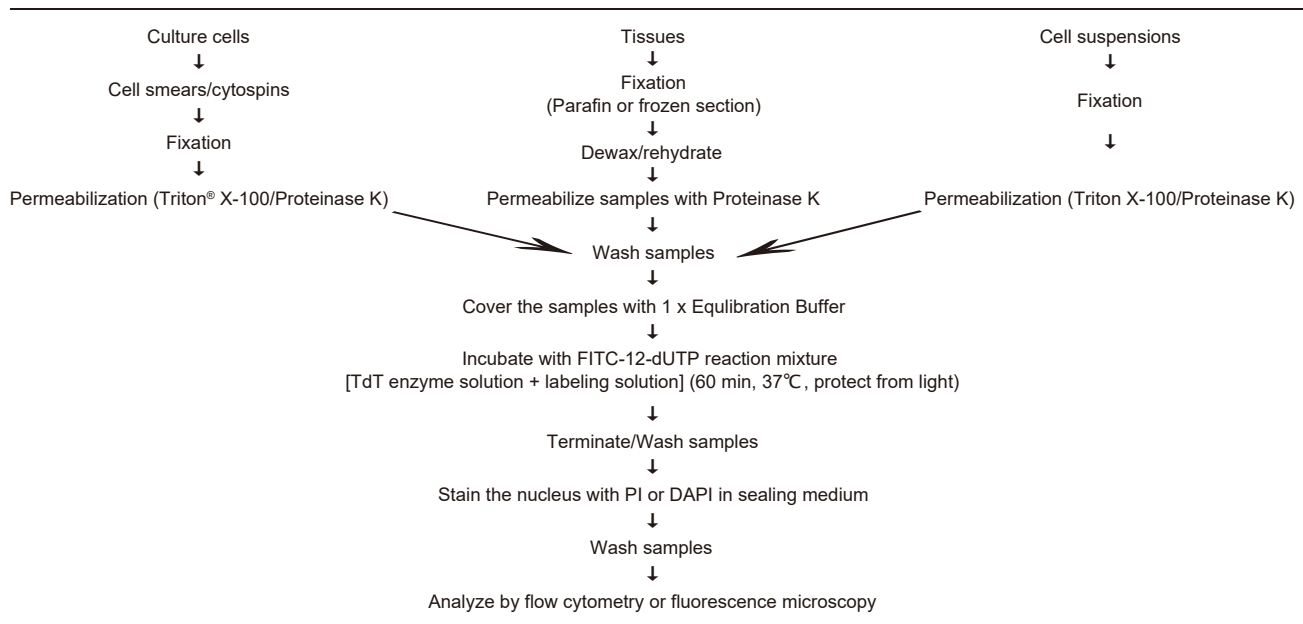 Culture cells
Cell smears/cytospins
Fixation
Permeabilization (Triton® X-100/Proteinase K)
Tissues
Fixation
(Parafin or frozen section)
Dewax/rehydrate
Permeabilize samples with Proteinase K
Cell suspensions
Fixation
Permeabilization (Triton X-100/Proteinase K)
Wash samples
Cover the samples with 1 x Equlibration Buffer
Incubate with FITC-12-dUTP reaction mixture
[TdT enzyme solution + labeling solution] (60 min, 37℃, protect from light)
Terminate/Wash samples
Stain the nucleus with PI or DAPI in sealing medium
Wash samples
Analyze by flow cytometry or fluorescence microscopy